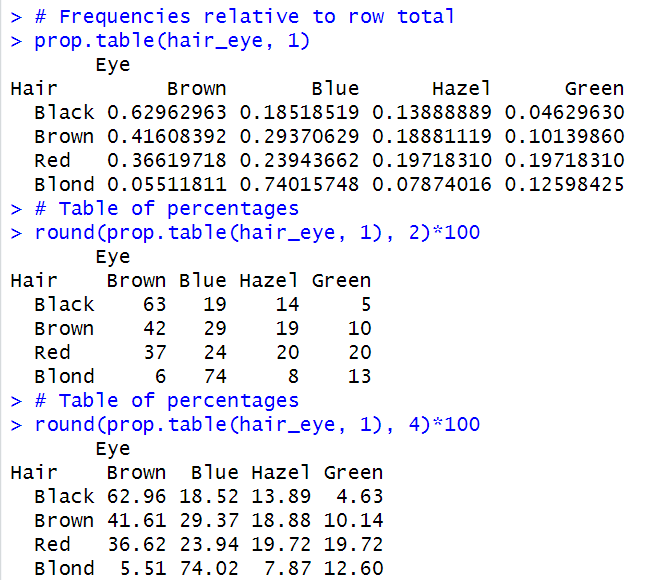 > # Frequencies relative to row total
> prop.table(hair_eye, 1)
       Eye
Hair         Brown       Blue      Hazel      Green
  Black 0.62962963 0.18518519 0.13888889 0.04629630
  Brown 0.41608392 0.29370629 0.18881119 0.10139860
  Red   0.36619718 0.23943662 0.19718310 0.19718310
  Blond 0.05511811 0.74015748 0.07874016 0.12598425
> # Table of percentages
> round(prop.table(hair_eye, 1), 2)*100
       Eye
Hair    Brown Blue Hazel Green
  Black    63   19    14     5
  Brown    42   29    19    10
  Red      37   24    20    20
  Blond     6   74     8    13
> # Table of percentages
> round(prop.table(hair_eye, 1), 4)*100
       Eye
Hair    Brown  Blue Hazel Green
  Black 62.96 18.52 13.89  4.63
  Brown 41.61 29.37 18.88 10.14
  Red   36.62 23.94 19.72 19.72
  Blond  5.51 74.02  7.87 12.60